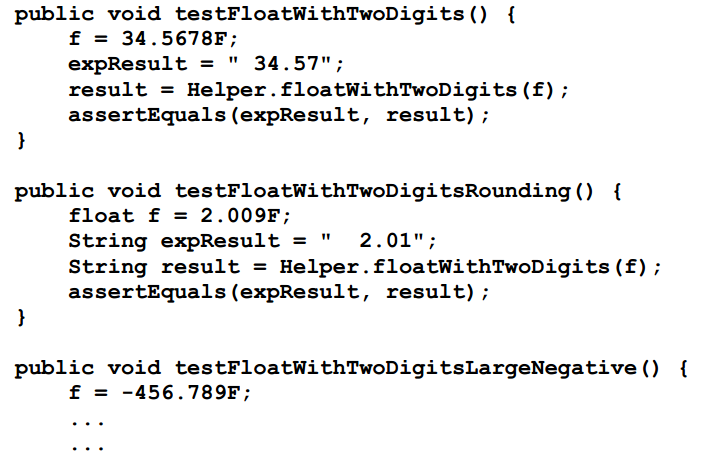 public void testFloatWithTwoDigits() {
    f = 34.5678F;
    expResult = " 34.57";
    result = Helper.floatWithTwoDigits(f);
    assertEquals(expResult, result);
}
public void testFloatWithTwoDigitsRounding() {
    float f = 2.009F;
    String expResult = "  2.01";
    String result = Helper.floatWithTwoDigits(f);
    assertEquals(expResult, result);
}
public void testFloatWithTwoDigitsLargeNegative() {
    f = -456.789F;
    ...
    ...